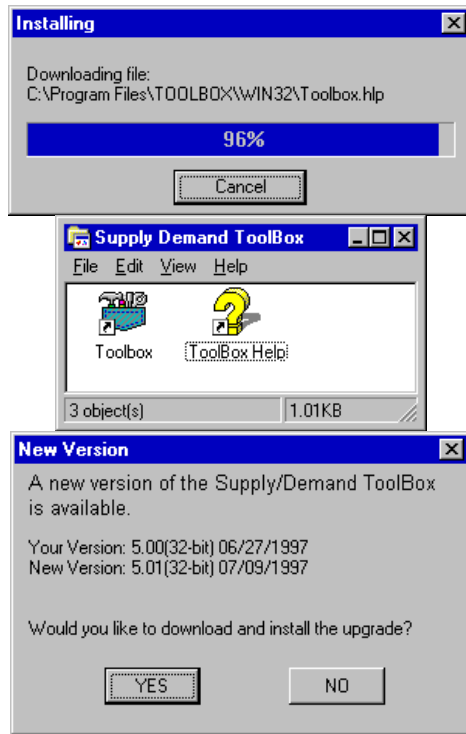 Installing
Downloading file:
C:\Program Files\TOOLBOX\WIN32\Toolbox.hlp
96%
Cancel
Supply Demand ToolBox
File Edit View Help
Toolbox ToolBox Help
3 object(s) 1.01KB
New Version
A new version of the Supply/Demand ToolBox
is available.
Your Version: 5.00(32-bit) 06/27/1997
New Version: 5.01(32-bit) 07/09/1997
Would you like to download and install the upgrade?
YES NO